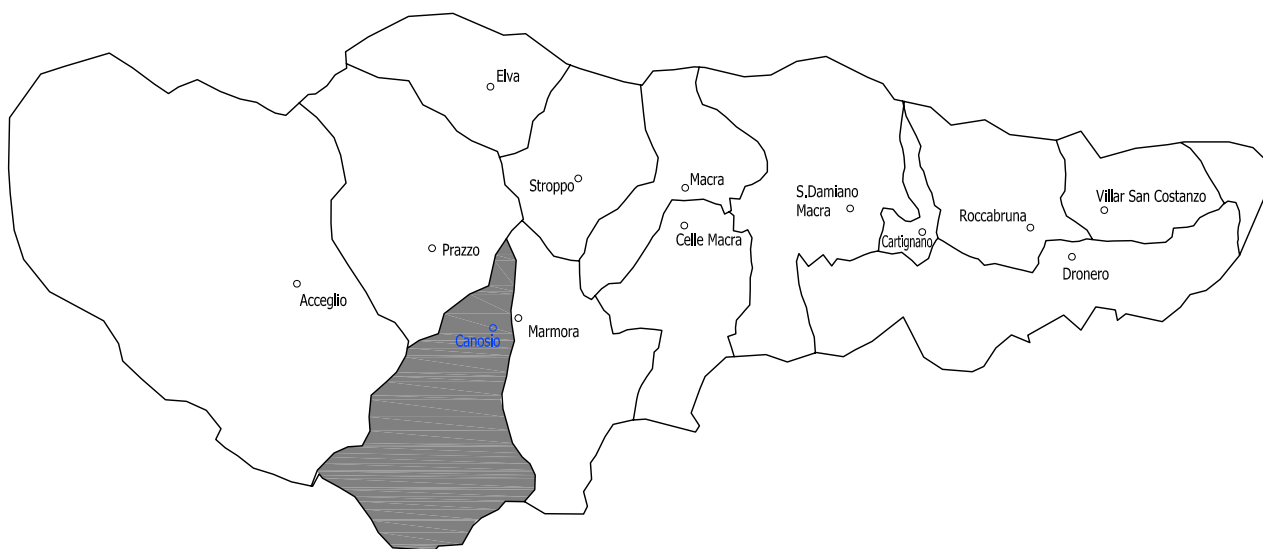 Elva
Stroppo
Macra
S.Damiano
Macra
Villar San Costanzo
Roccabruna
Celle Macra
Cartignano
Prazzo
Dronero
Acceglio
Marmora
Canosio